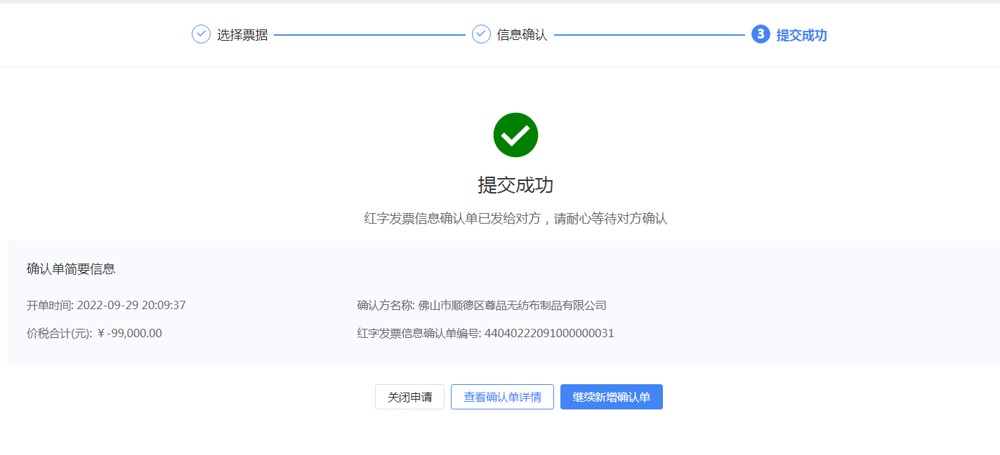 选择票据
信息确认
3 提交成功
提交成功
红字发票信息确认单已发给对方，请耐心等待对方确认
确认单简要信息
开单时间: 2022-09-29 20:09:37
确认方名称: 佛山市顺德区尊品无纺布制品有限公司
价税合计(元): ￥-99,000.00
红字发票信息确认单编号: 44040222091000000031
关闭申请
查看确认单详情
继续新增确认单